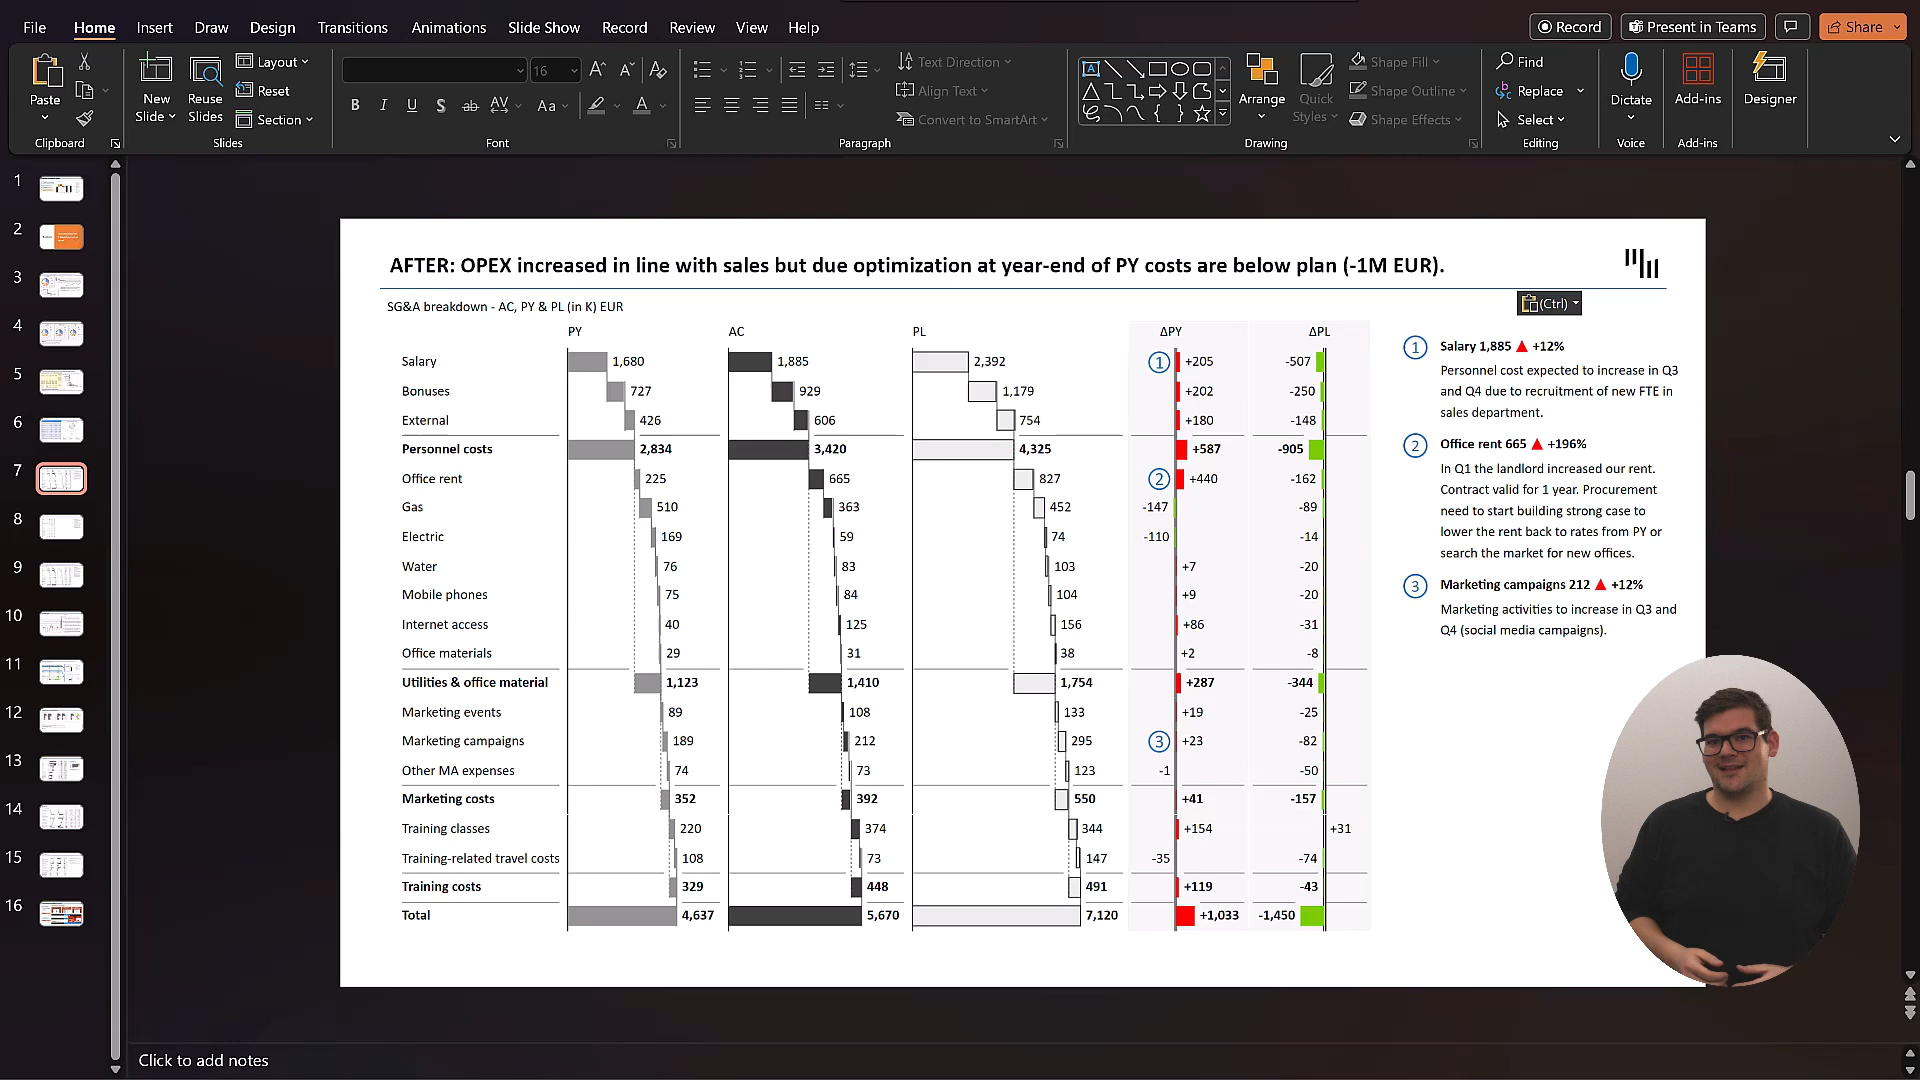 File Home Insert Draw Design Transitions Animations Slide Show Record Review View Help
Record Present in Teams Share
Paste
Clipboard
New Slide
Reuse Slides
Layout
Reset
Section
Slides
16
Font
Text Direction
Align Text
Convert to SmartArt
Paragraph
Arrange
Quick Styles
Shape Fill
Shape Outline
Shape Effects
Drawing
Find
Replace
Select
Editing
Dictate
Voice
Add-ins
Add-ins
Designer
1
2
3
4
5
6
7
8
9
10
11
12
13
14
15
16
AFTER: OPEX increased in line with sales but due optimization at year-end of PY costs are below plan (-1M EUR).
SG&A breakdown - AC, PY & PL (in K) EUR
(Ctrl)
PY AC PL ΔPY ΔPL
Salary 1,680 1,885 2,392 1 +205 -507
Bonuses 727 929 1,179 +202 -250
External 426 606 754 +180 -148
Personnel costs 2,834 3,420 4,325 +587 -905
Office rent 225 665 827 2 +440 -162
Gas 510 363 452 -147 -89
Electric 169 59 74 -110 -14
Water 76 83 103 +7 -20
Mobile phones 75 84 104 +9 -20
Internet access 40 125 156 +86 -31
Office materials 29 31 38 +2 -8
Utilities & office material 1,123 1,410 1,754 +287 -344
Marketing events 89 108 133 +19 -25
Marketing campaigns 189 212 295 3 +23 -82
Other MA expenses 74 73 123 -1 -50
Marketing costs 352 392 550 +41 -157
Training classes 220 374 344 +154 +31
Training-related travel costs 108 73 147 -35 -74
Training costs 329 448 491 +119 -43
Total 4,637 5,670 7,120 +1,033 -1,450
1 Salary 1,885 ▲ +12%
Personnel cost expected to increase in Q3
and Q4 due to recruitment of new FTE in
sales department.
2 Office rent 665 ▲ +196%
In Q1 the landlord increased our rent.
Contract valid for 1 year. Procurement
need to start building strong case to
lower the rent back to rates from PY or
search the market for new offices.
3 Marketing campaigns 212 ▲ +12%
Marketing activities to increase in Q3 and
Q4 (social media campaigns).
Click to add notes